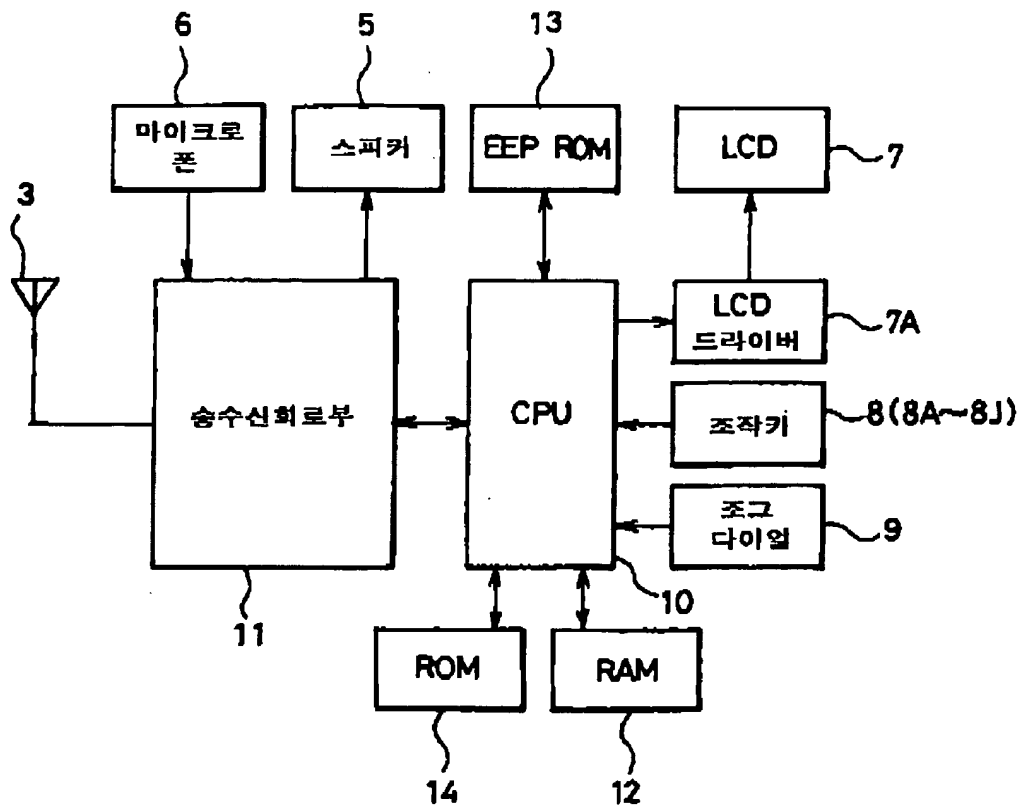 6
5
13
마이크로
폰
스피커
EEP ROM
LCD
7
3
LCD
드라이버
7A
송수신회로부
CPU
조작키
8(8A~8J)
조그
다이얼
9
11
10
ROM
RAM
14
12